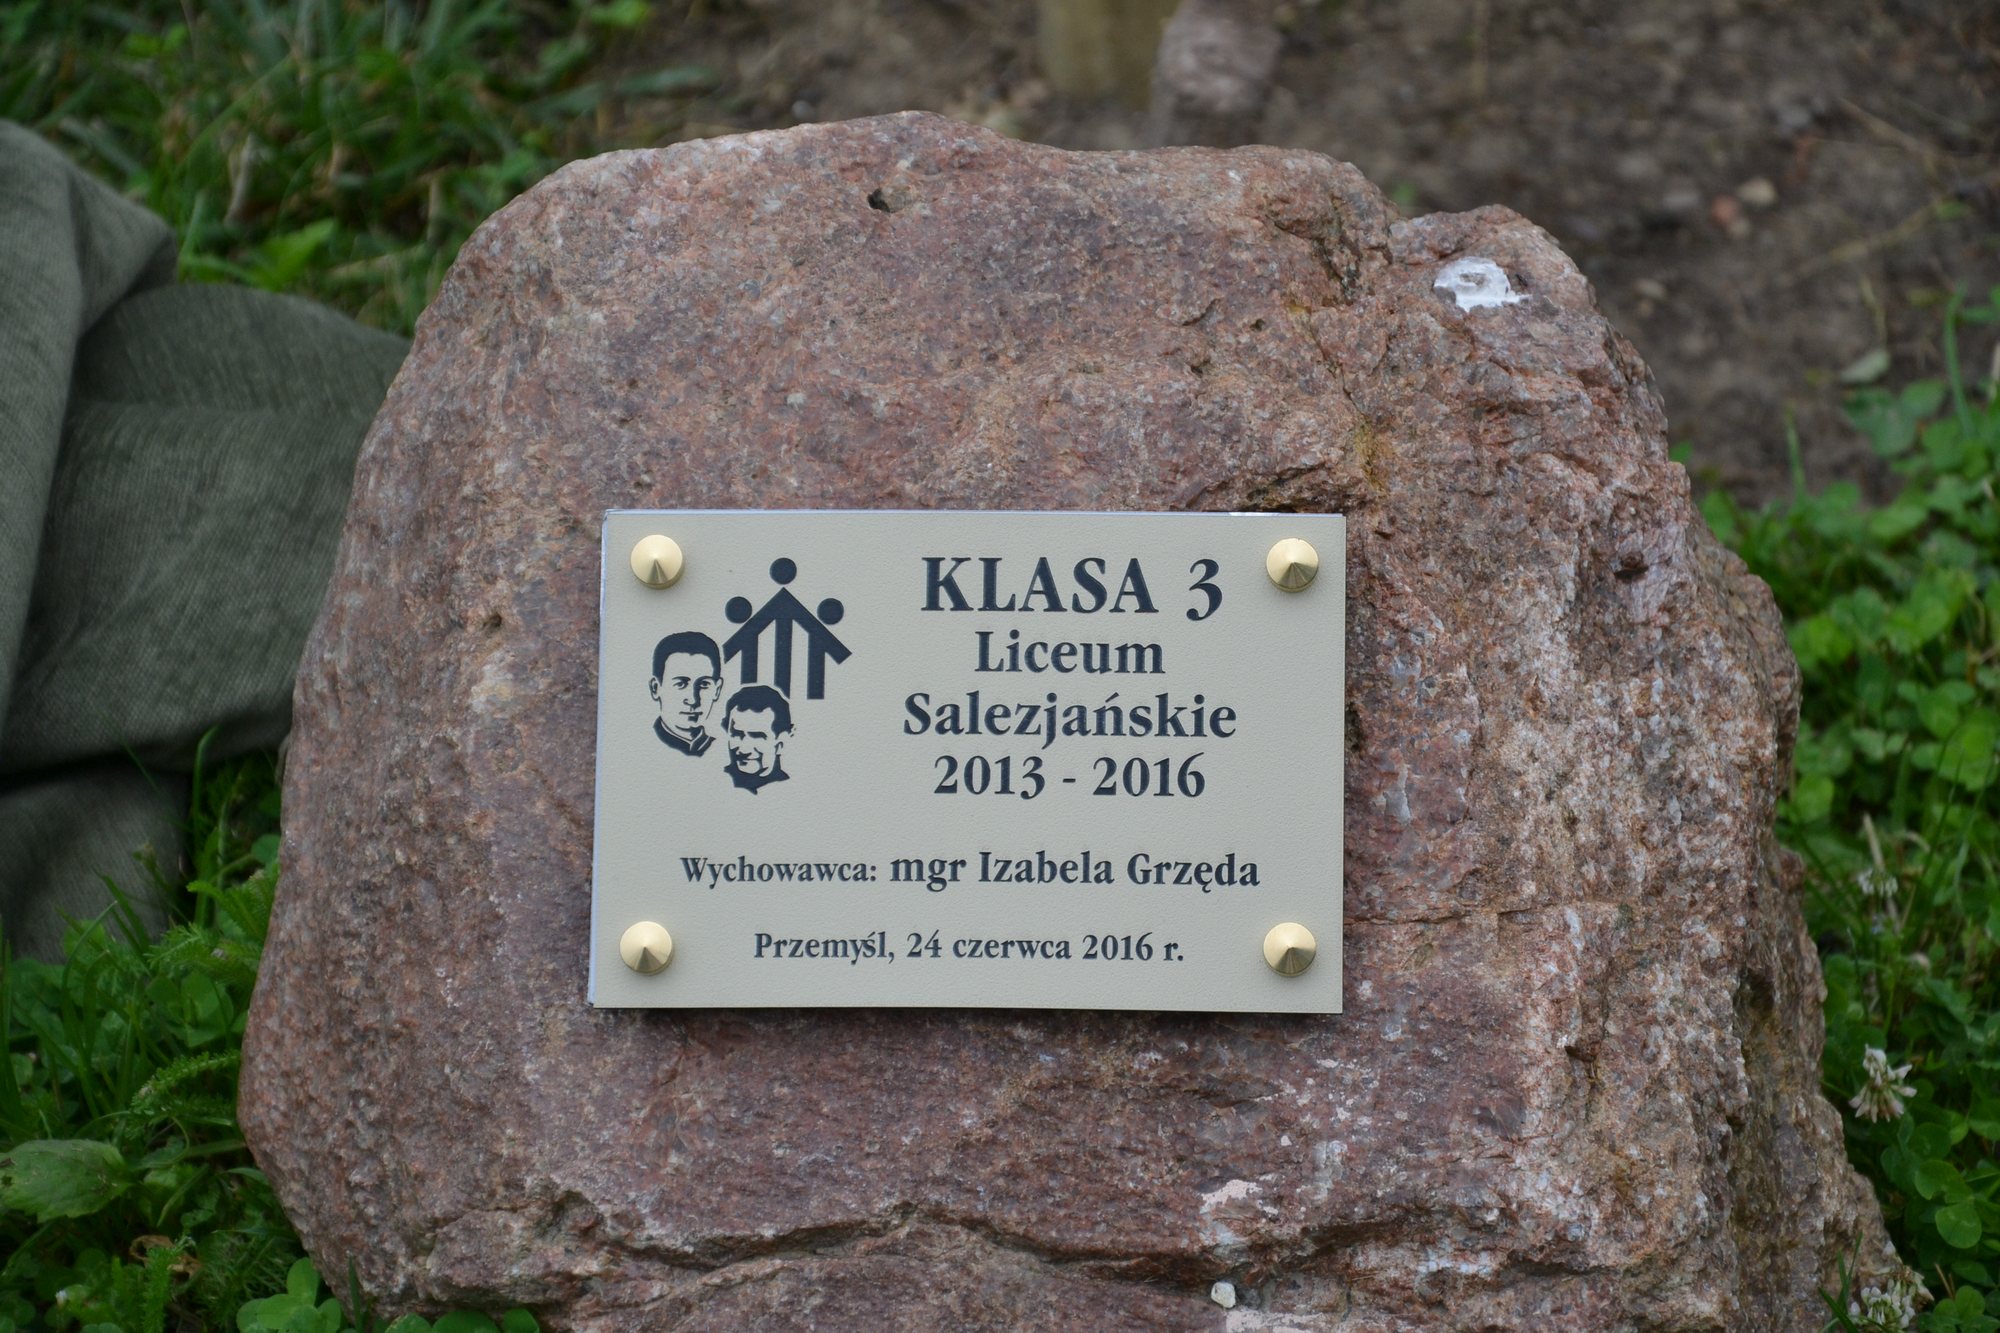 KLASA 3
Liceum
Salezjańskie
2013 - 2016
Wychowawca: mgr Izabela Grzęda
Przemyśl, 24 czerwca 2016 r.